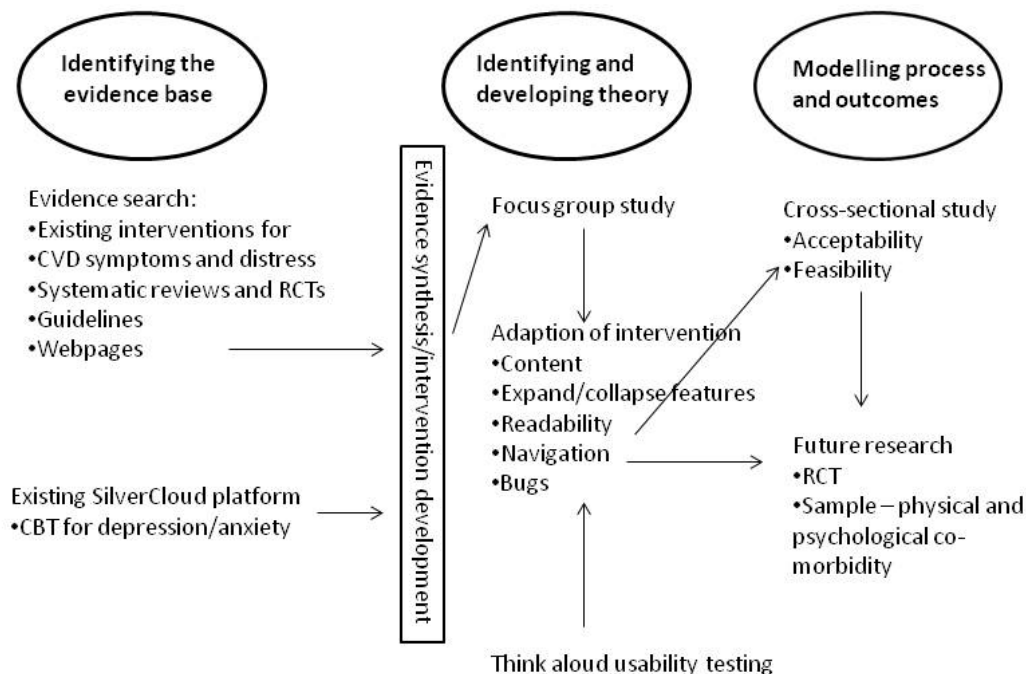 Identifying the
evidence base
Evidence search:
•Existing interventions for
•CVD symptoms and distress
•Systematic reviews and RCTs
•Guidelines
•Webpages
Existing SilverCloud platform
•CBT for depression/anxiety
Evidence synthesis/intervention development
Identifying and
developing theory
Focus group study
Adaption of intervention
•Content
•Expand/collapse features
•Readability
•Navigation
•Bugs
Think aloud usability testing
Modelling process
and outcomes
Cross-sectional study
•Acceptability
•Feasibility
Future research
•RCT
•Sample – physical and
psychological co-
morbidity